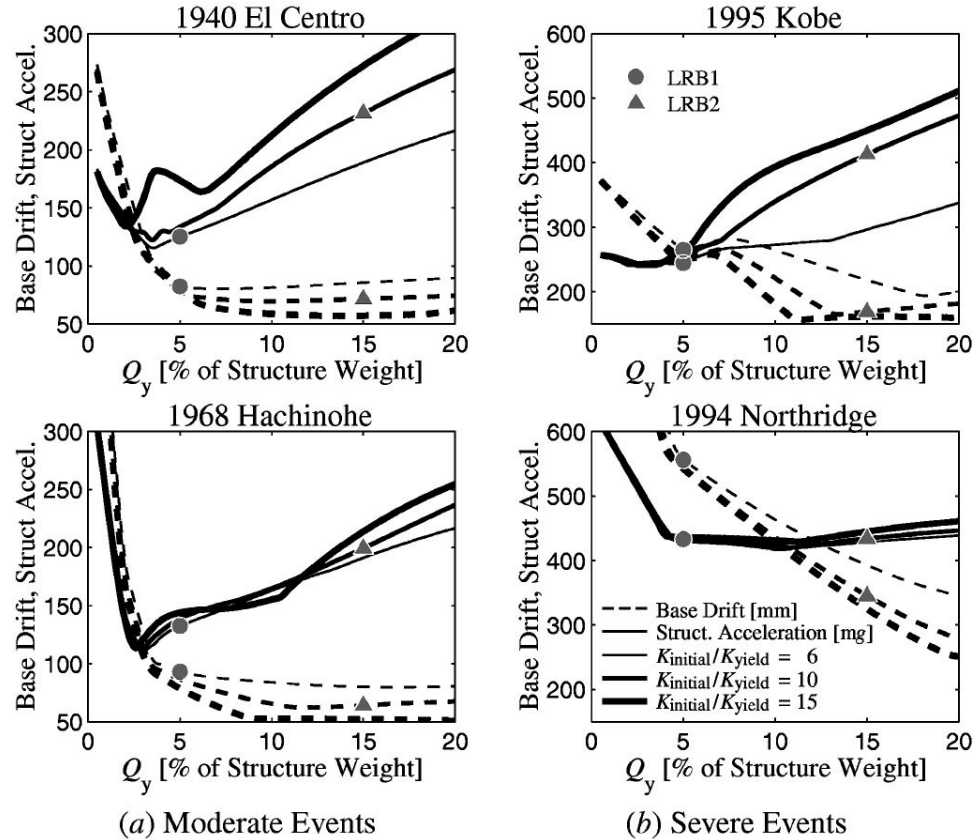 1940 El Centro
300
250
200
150
100
50
0 5 10 15 20
Base Drift, Struct Accel.
Qy [% of Structure Weight]
1995 Kobe
600
500
400
300
200
0 5 10 15 20
LRB1
LRB2
Base Drift, Struct Accel.
Qy [% of Structure Weight]
1968 Hachinohe
300
250
200
150
100
50
0 5 10 15 20
Base Drift, Struct Accel.
Qy [% of Structure Weight]
1994 Northridge
600
500
400
300
200
0 5 10 15 20
Base Drift, Struct Accel.
Base Drift [mm]
Struct. Acceleration [mg]
Kinitial/Kyield = 6
Kinitial/Kyield = 10
Kinitial/Kyield = 15
Qy [% of Structure Weight]
(a) Moderate Events
(b) Severe Events